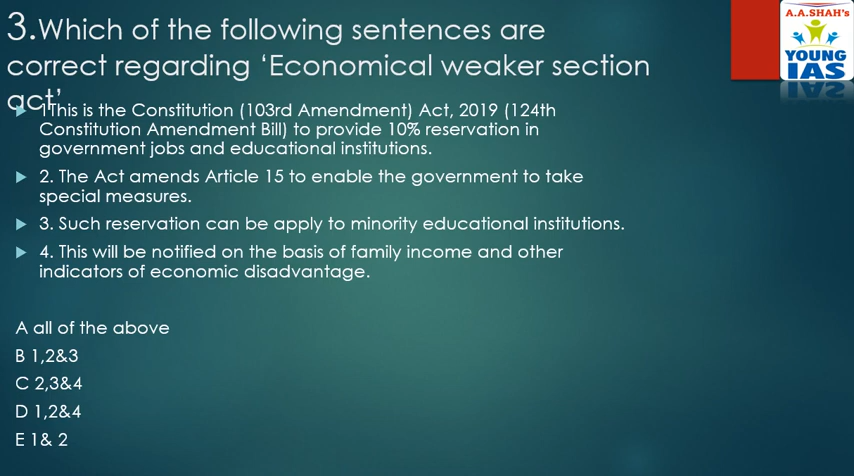 3.Which of the following sentences are
correct regarding ‘Economical weaker section
act’
1This is the Constitution (103rd Amendment) Act, 2019 (124th
Constitution Amendment Bill) to provide 10% reservation in
government jobs and educational institutions.
2. The Act amends Article 15 to enable the government to take
special measures.
3. Such reservation can be apply to minority educational institutions.
4. This will be notified on the basis of family income and other
indicators of economic disadvantage.
A all of the above
B 1,2&3
C 2,3&4
D 1,2&4
E 1& 2
A.A.SHAH's
YOUNG
IAS